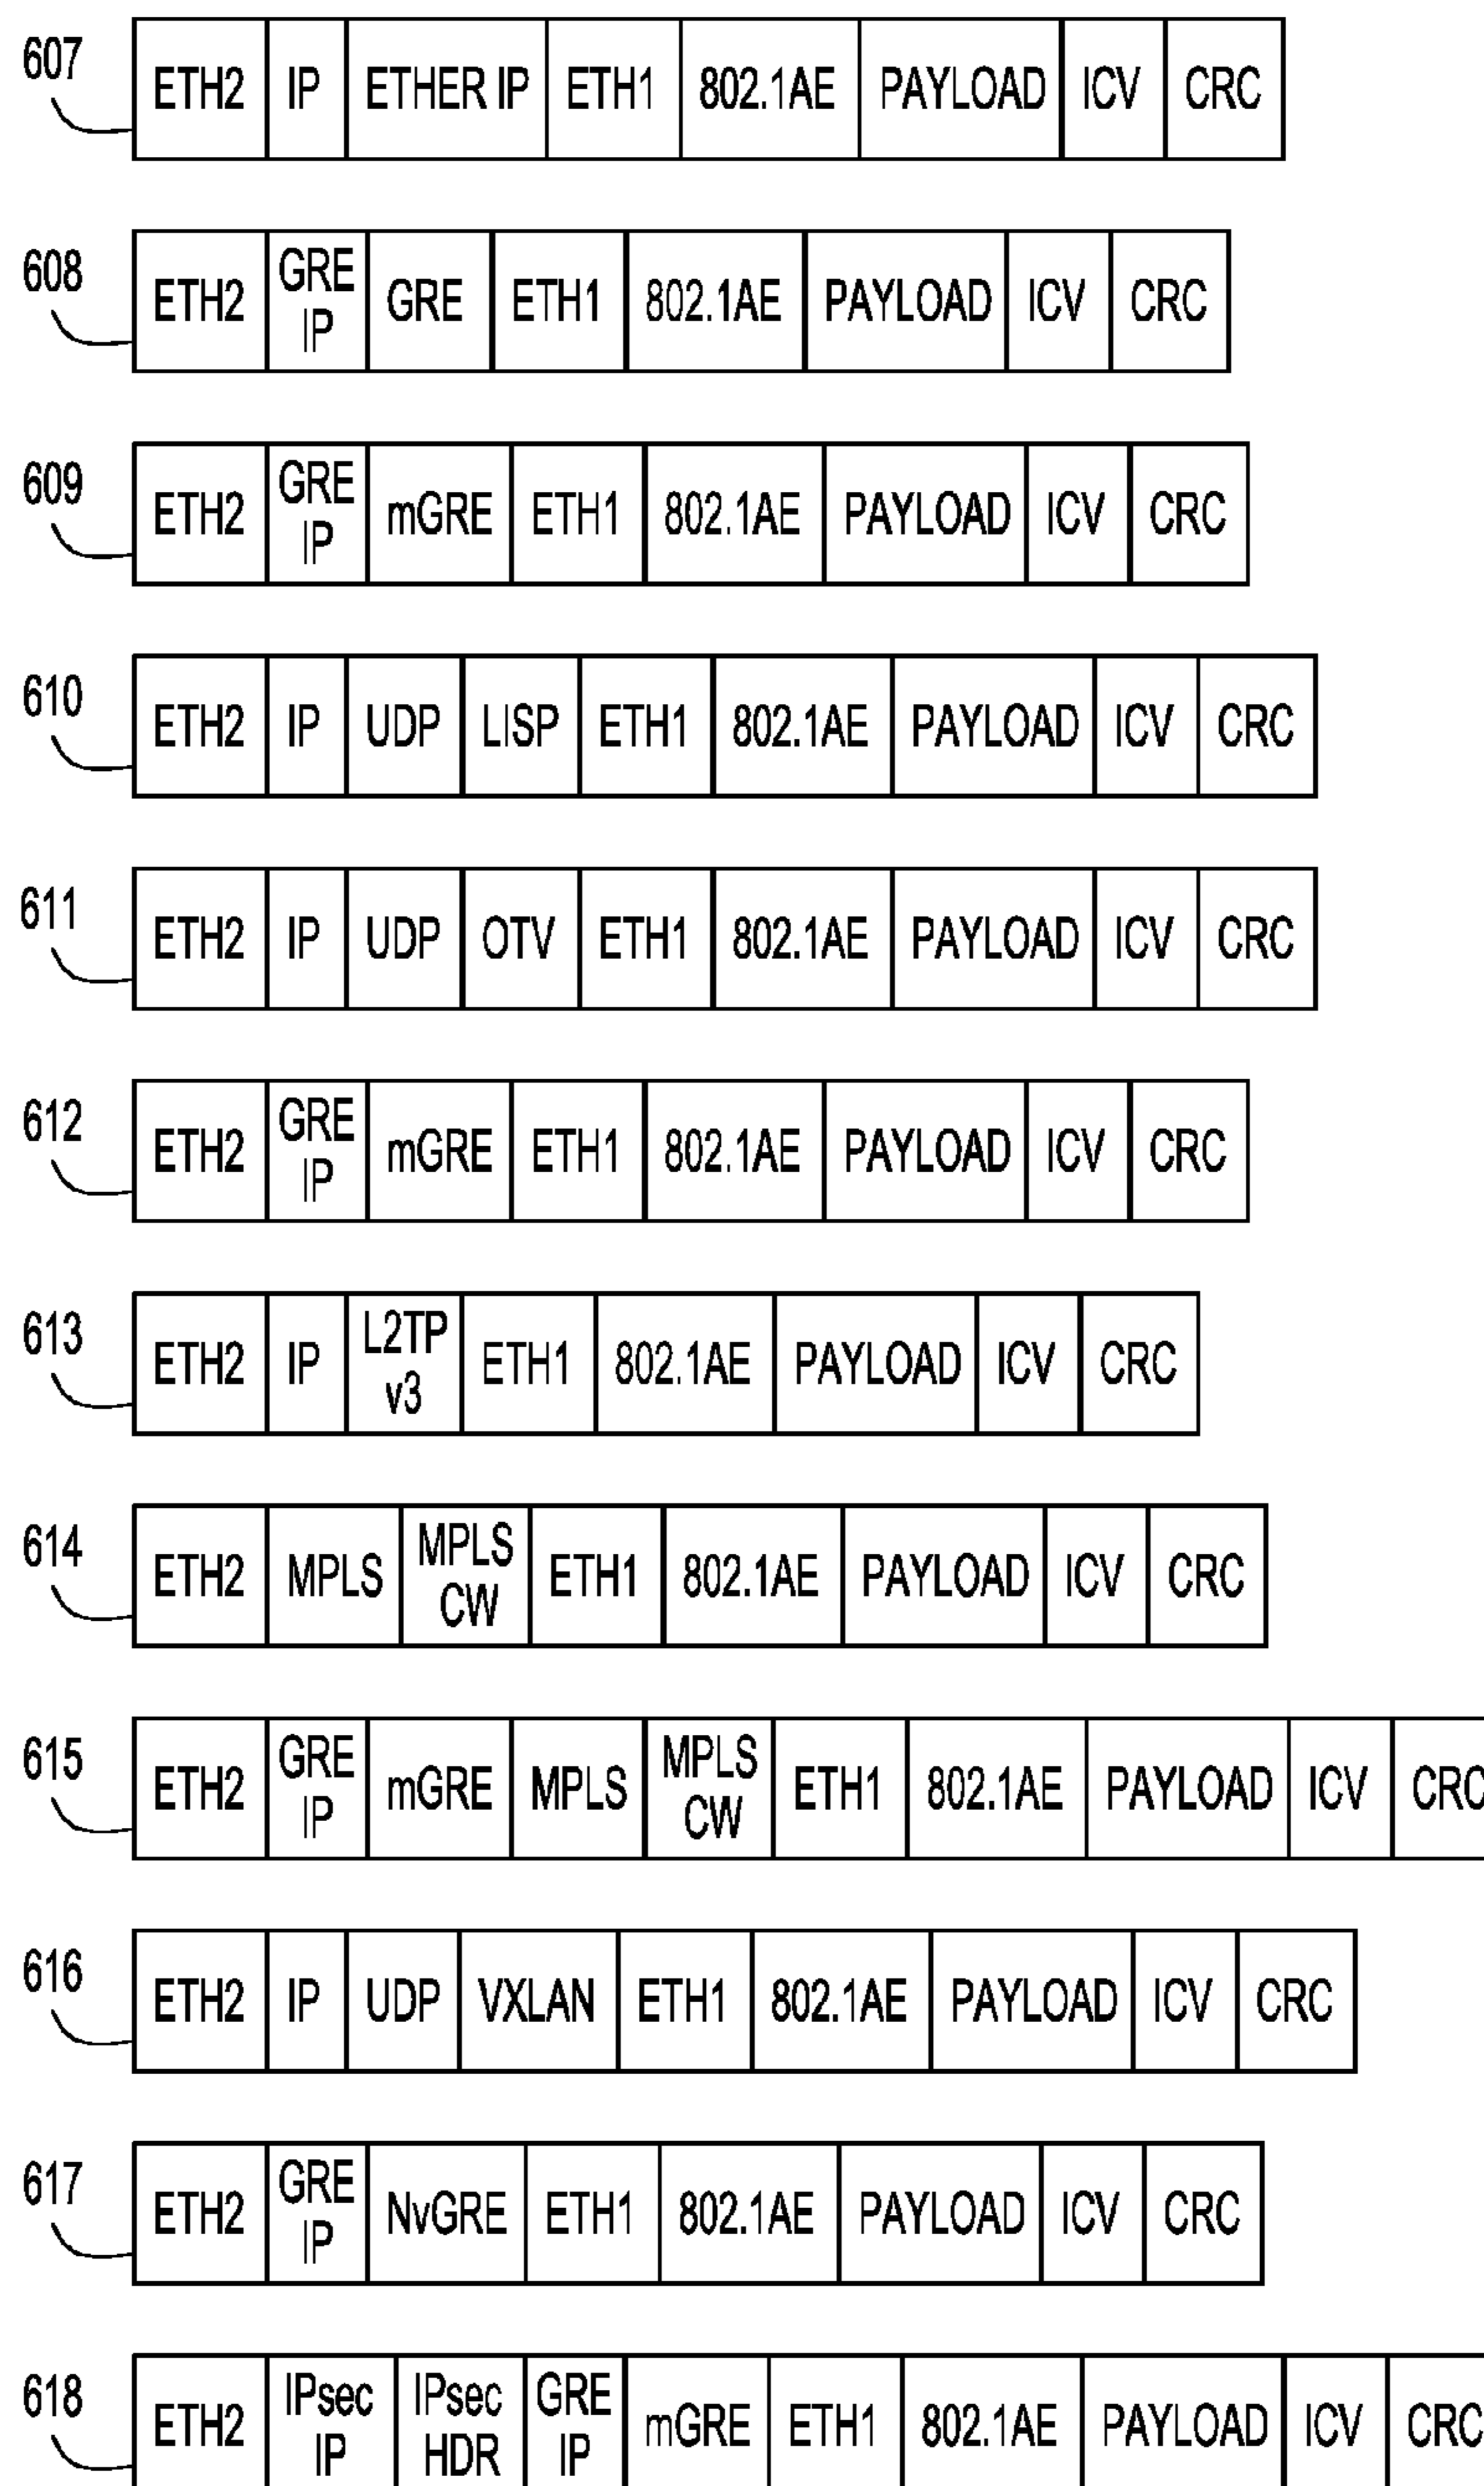 607
ETH2 IP ETHER IP ETH1 802.1AE PAYLOAD ICV CRC
608
ETH2 GRE IP GRE ETH1 802.1AE PAYLOAD ICV CRC
609
ETH2 GRE IP mGRE ETH1 802.1AE PAYLOAD ICV CRC
610
ETH2 IP UDP LISP ETH1 802.1AE PAYLOAD ICV CRC
611
ETH2 IP UDP OTV ETH1 802.1AE PAYLOAD ICV CRC
612
ETH2 GRE IP mGRE ETH1 802.1AE PAYLOAD ICV CRC
613
ETH2 IP L2TP v3 ETH1 802.1AE PAYLOAD ICV CRC
614
ETH2 MPLS MPLS CW ETH1 802.1AE PAYLOAD ICV CRC
615
ETH2 GRE IP mGRE MPLS MPLS CW ETH1 802.1AE PAYLOAD ICV CRC
616
ETH2 IP UDP VXLAN ETH1 802.1AE PAYLOAD ICV CRC
617
ETH2 GRE IP NvGRE ETH1 802.1AE PAYLOAD ICV CRC
618
ETH2 IPsec IP IPsec HDR GRE IP mGRE ETH1 802.1AE PAYLOAD ICV CRC